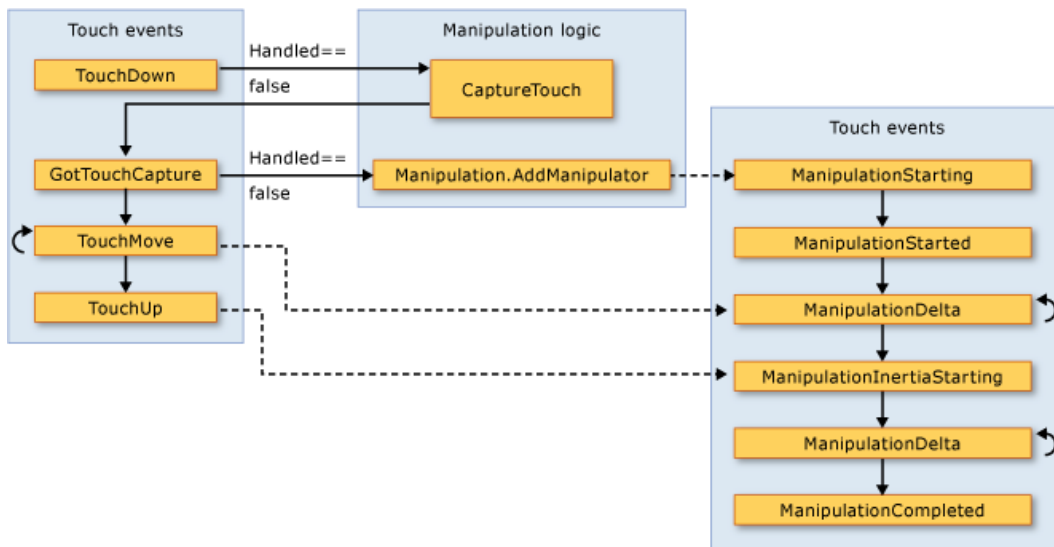 Touch events
TouchDown
Handled==
false
GotTouchCapture
Handled==
false
TouchMove
TouchUp
Manipulation logic
CaptureTouch
Manipulation.AddManipulator
Touch events
ManipulationStarting
ManipulationStarted
ManipulationDelta
ManipulationInertiaStarting
ManipulationDelta
ManipulationCompleted